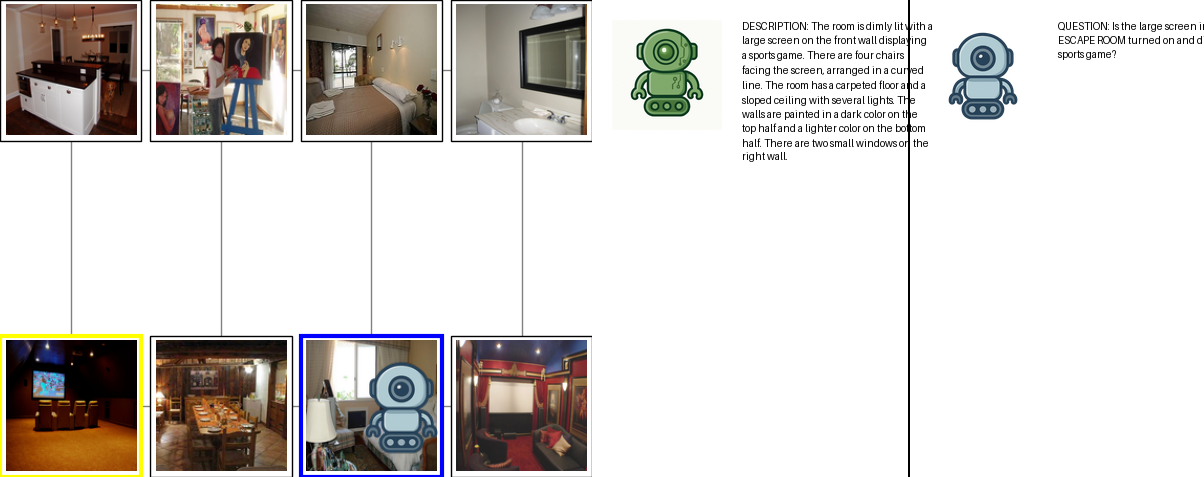 DESCRIPTION: The room is dimly lit with a
large screen on the front wall displaying
a sports game. There are four chairs
facing the screen, arranged in a curved
line. The room has a carpeted floor and a
sloped ceiling with several lights. The
walls are painted in a dark color on the
top half and a lighter color on the bottom
half. There are two small windows on the
right wall.
QUESTION: Is the large screen i
ESCAPE ROOM turned on and d
sports game?